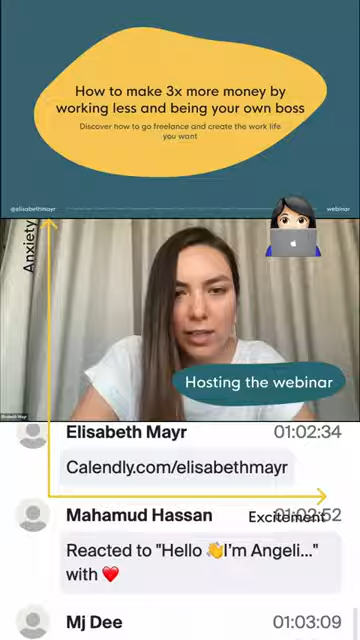 How to make 3x more money by
working less and being your own boss
Discover how to go freelance and create the work life
you want
@elisabethmayr
webinar
Anxiety
Hosting the webinar
Elisabeth Mayr
Elisabeth Mayr
01:02:34
Calendly.com/elisabethmayr
Mahamud Hassan
01:02:52
Excitement
Reacted to "Hello 👋I'm Angeli..."
with ❤️
Mj Dee
01:03:09